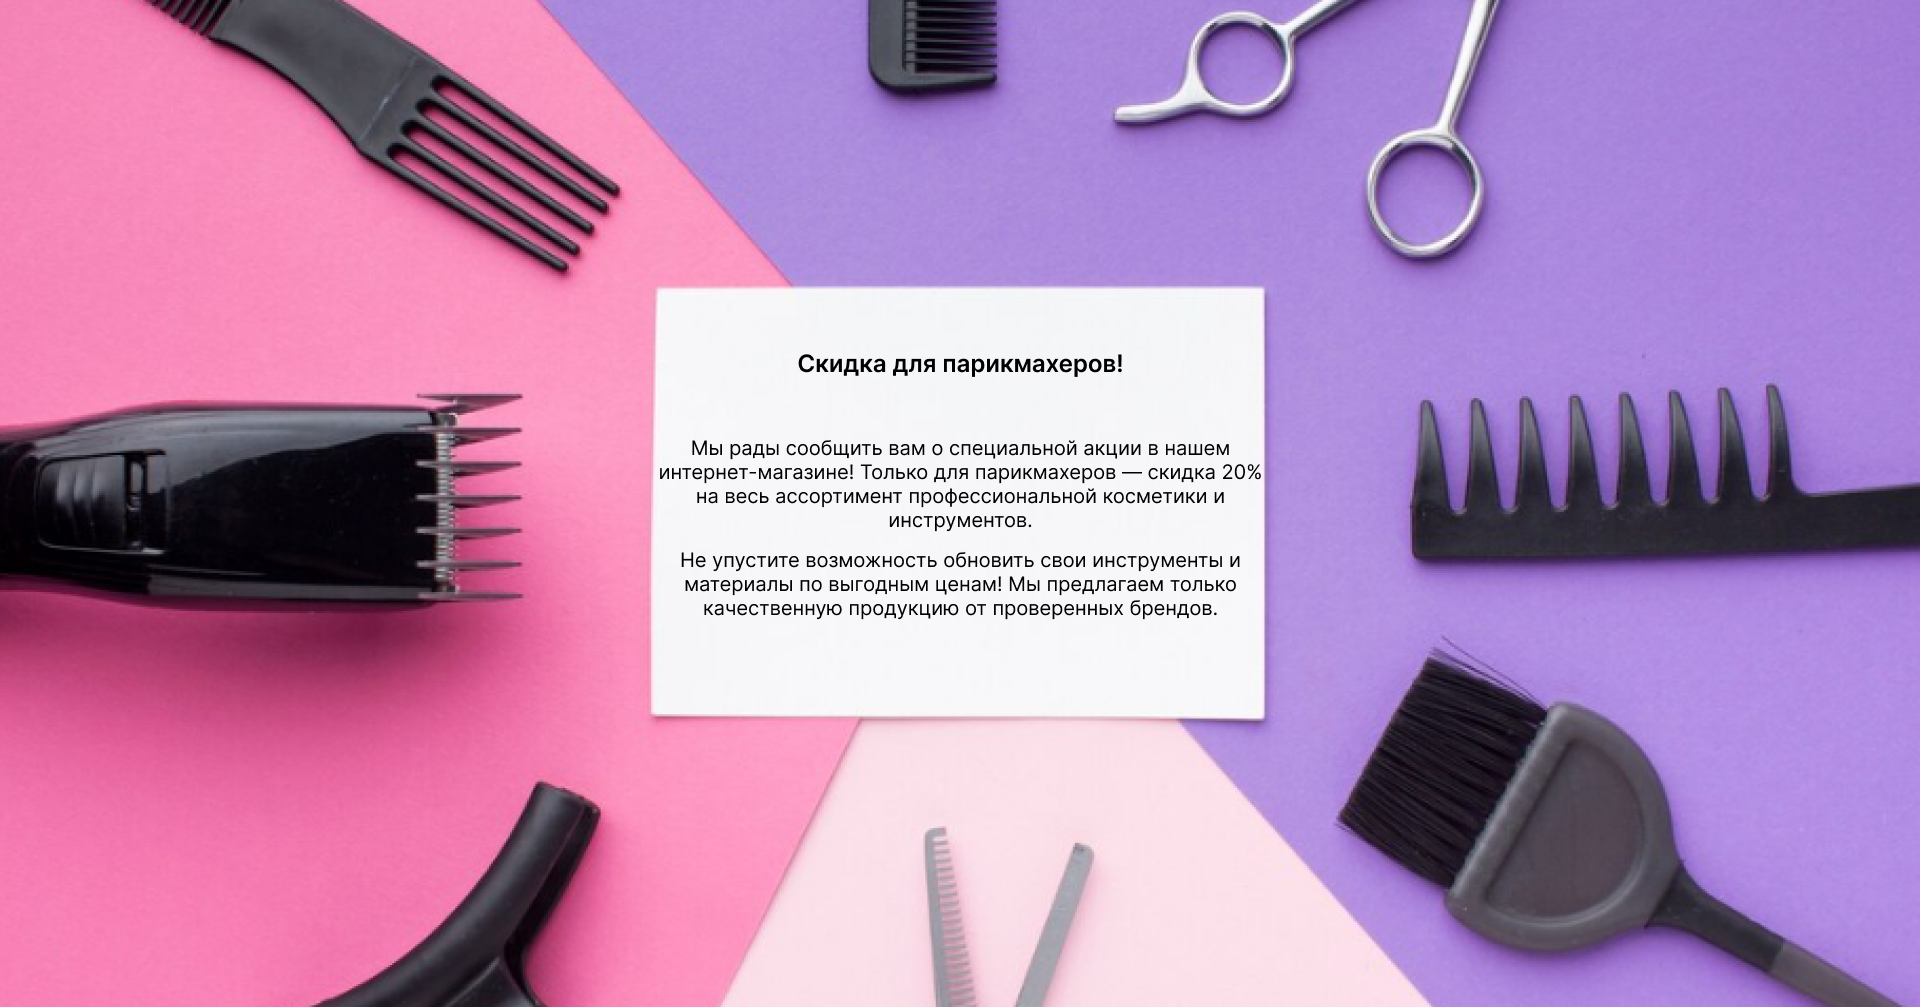 Скидка для парикмахеров!
Мы рады сообщить вам о специальной акции в нашем
интернет-магазине! Только для парикмахеров — скидка 20%
на весь ассортимент профессиональной косметики и
инструментов.
Не упустите возможность обновить свои инструменты и
материалы по выгодным ценам! Мы предлагаем только
качественную продукцию от проверенных брендов.